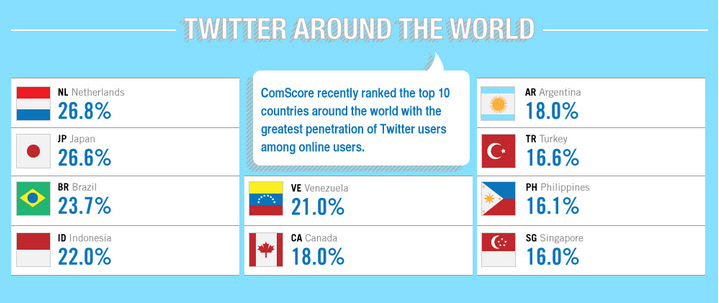 TWITTER AROUND THE WORLD
ComScore recently ranked the top 10
countries around the world with the
greatest penetration of Twitter users
among online users.
NL Netherlands
26.8%
JP Japan
26.6%
BR Brazil
23.7%
ID Indonesia
22.0%
VE Venezuela
21.0%
CA Canada
18.0%
AR Argentina
18.0%
TR Turkey
16.6%
PH Philippines
16.1%
SG Singapore
16.0%